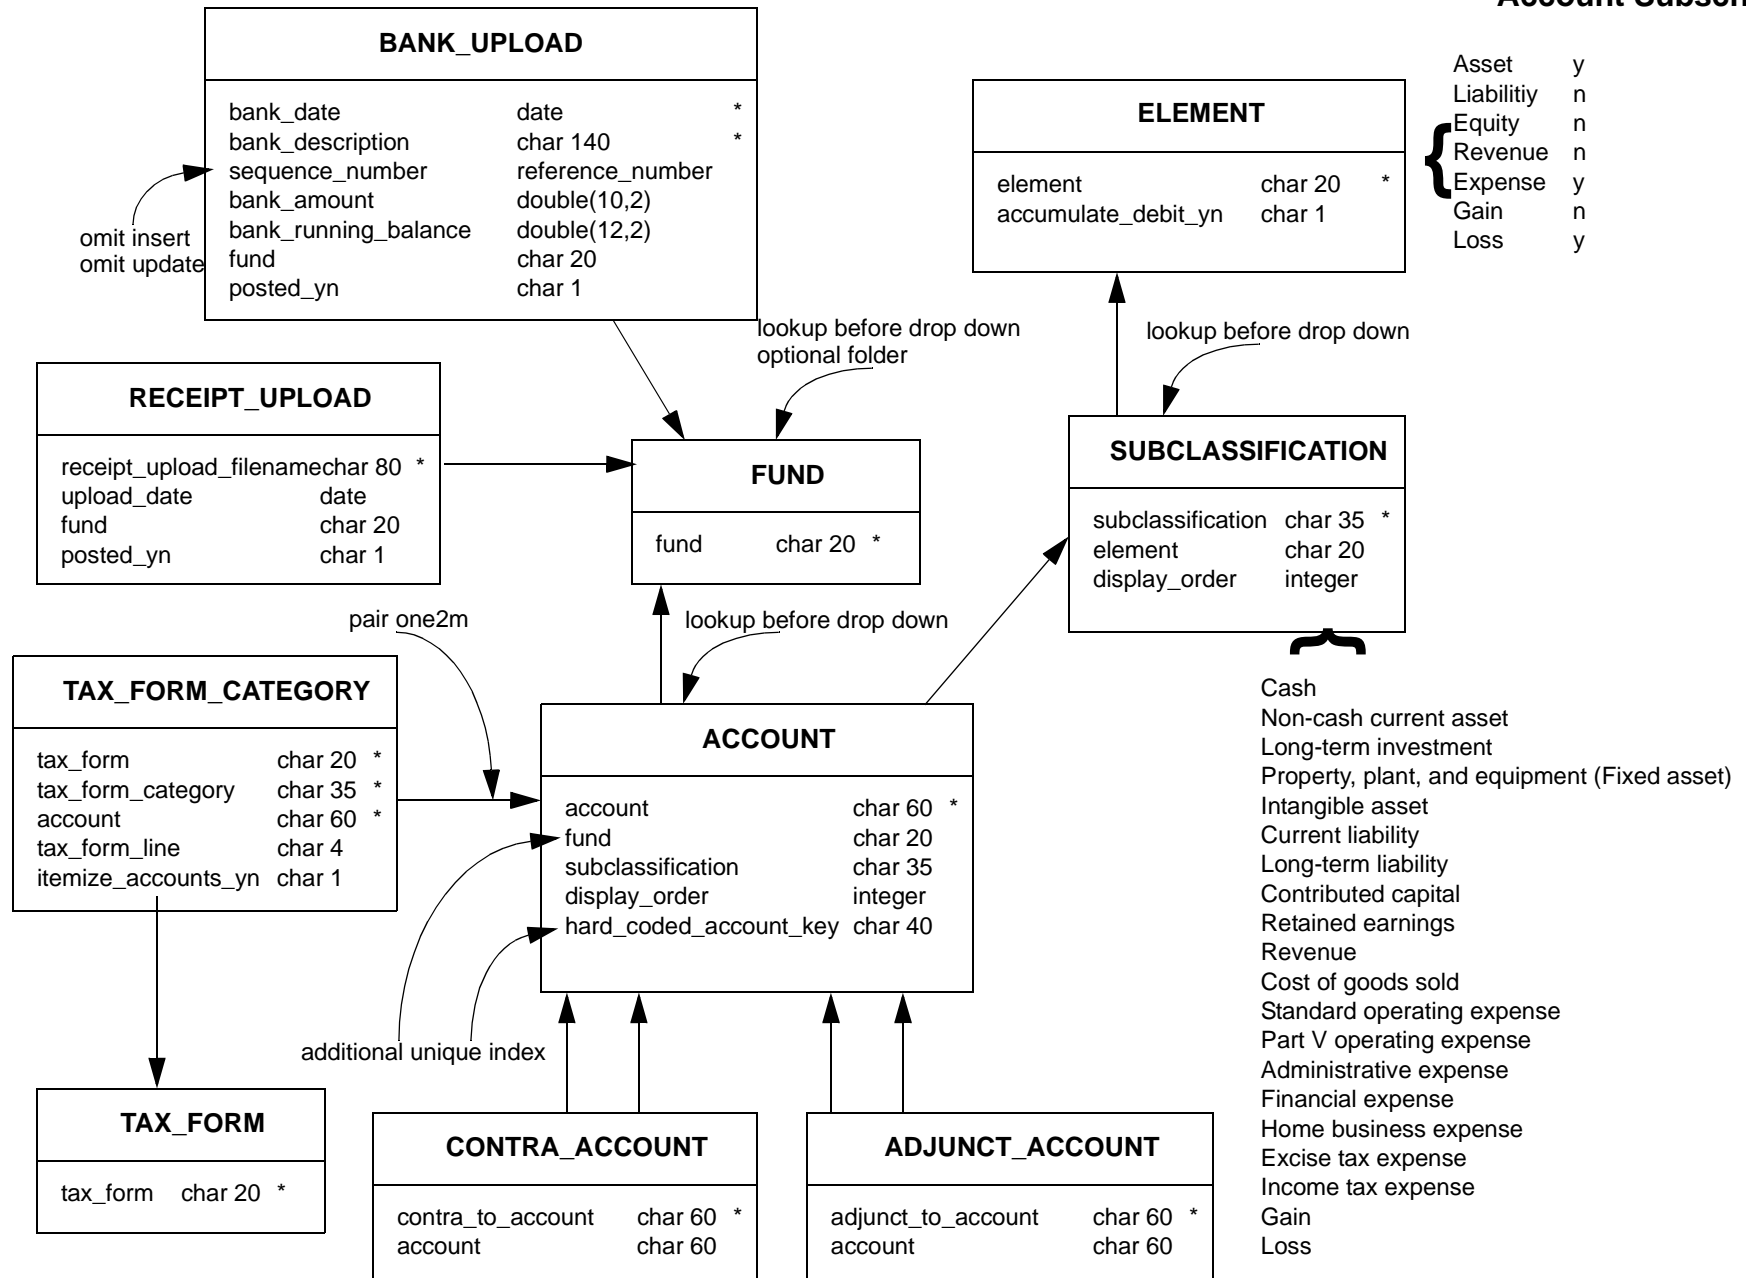 Account Subsch
BANK_UPLOAD
bank_date date *
bank_description char 140 *
sequence_number reference_number
bank_amount double(10,2)
bank_running_balance double(12,2)
fund char 20
posted_yn char 1
omit insert
omit update
ELEMENT
element char 20 *
accumulate_debit_yn char 1
Asset y
Liabilitiy n
{
Equity n
Revenue n
Expense y
Gain n
Loss y
lookup before drop down
optional folder
lookup before drop down
RECEIPT_UPLOAD
receipt_upload_filenamechar 80 *
upload_date date
fund char 20
posted_yn char 1
FUND
fund char 20 *
SUBCLASSIFICATION
subclassification char 35 *
element char 20
display_order integer
{
pair one2m
lookup before drop down
TAX_FORM_CATEGORY
tax_form char 20 *
tax_form_category char 35 *
account char 60 *
tax_form_line char 4
itemize_accounts_yn char 1
ACCOUNT
account char 60 *
fund char 20
subclassification char 35
display_order integer
hard_coded_account_key char 40
additional unique index
Cash
Non-cash current asset
Long-term investment
Property, plant, and equipment (Fixed asset)
Intangible asset
Current liability
Long-term liability
Contributed capital
Retained earnings
Revenue
Cost of goods sold
Standard operating expense
Part V operating expense
Administrative expense
Financial expense
Home business expense
Excise tax expense
Income tax expense
Gain
Loss
TAX_FORM
tax_form char 20 *
CONTRA_ACCOUNT
contra_to_account char 60 *
account char 60
ADJUNCT_ACCOUNT
adjunct_to_account char 60 *
account char 60